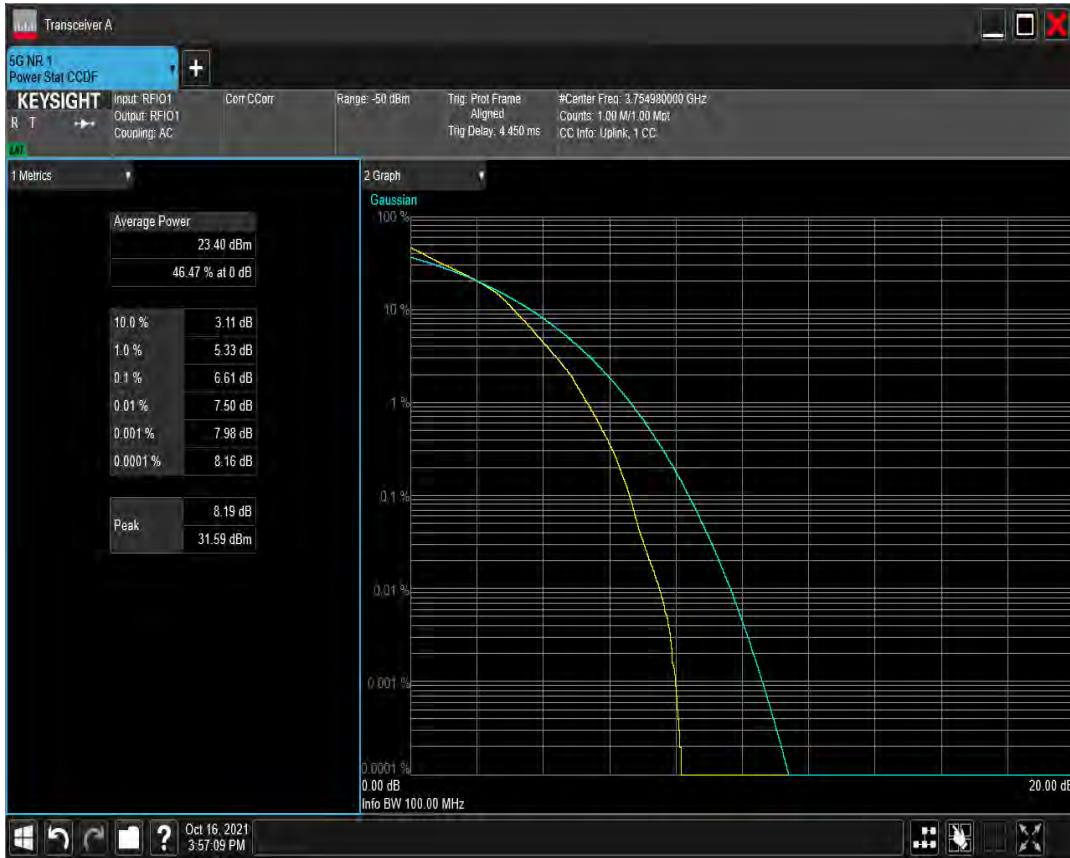 Transceiver A
5G NR 1
Power Stat CCDF
+
KEYSIGHT
R T
LXI
Input: RFIO1
Output: RFIO1
Coupling: AC
Corr CCorr
Range: -50 dBm
Trig: Prot Frame
Aligned
Trig Delay: 4.450 ms
#Center Freq: 3.754980000 GHz
Counts: 1.00 M/1.00 Mpt
CC Info: Uplink, 1 CC
1 Metrics
Average Power
23.40 dBm
46.47 % at 0 dB
10.0 % 3.11 dB
1.0 % 5.33 dB
0.1 % 6.61 dB
0.01 % 7.50 dB
0.001 % 7.98 dB
0.0001 % 8.16 dB
Peak
8.19 dB
31.59 dBm
2 Graph
Gaussian
100 %
10 %
1 %
0.1 %
0.01 %
0.001 %
0.0001 %
0.00 dB
20.00 dB
Info BW 100.00 MHz
?
Oct 16, 2021
3:57:09 PM